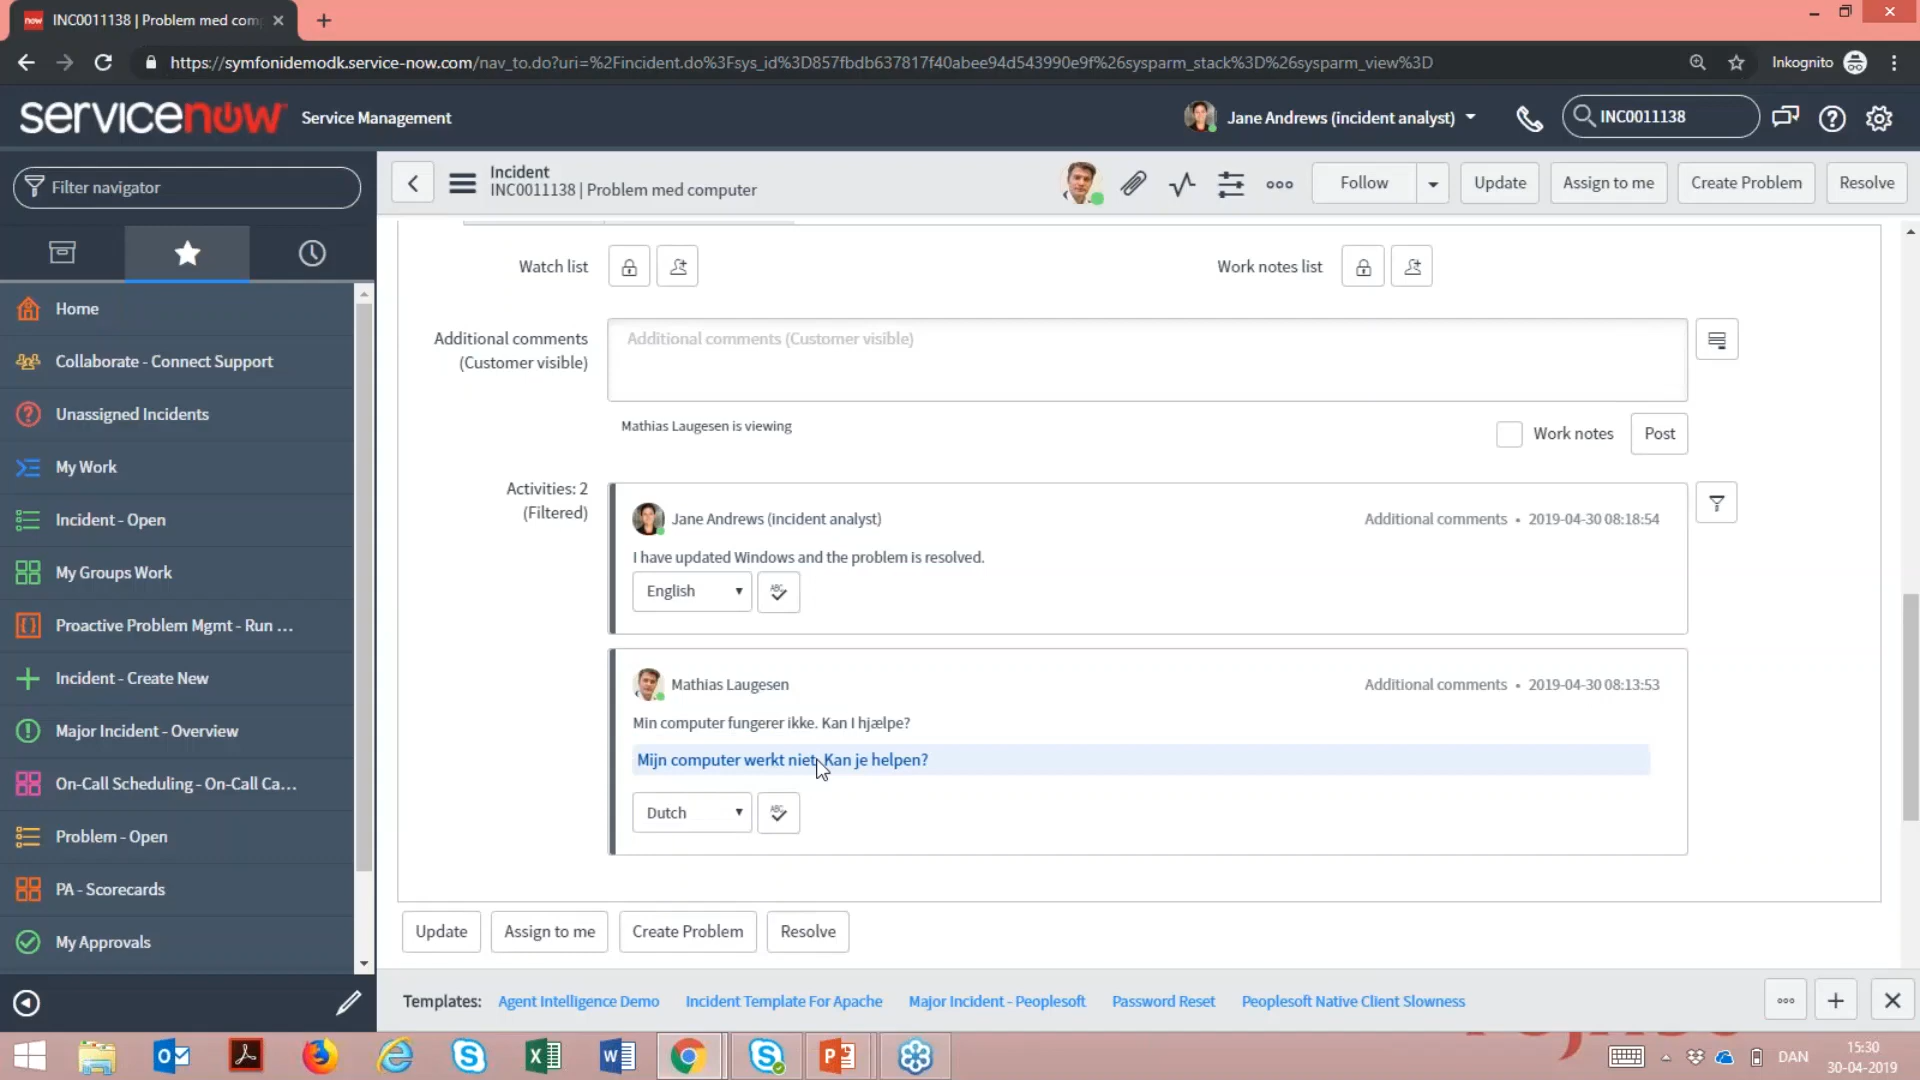 now INC0011138 | Problem med com
https://symfonidemodk.service-now.com/nav_to.do?uri=%2Fincident.do%3Fsys_id%3D857fbdb637817f40abee94d543990e9f%26sysparm_stack%3D%26sysparm_view%3D
Inkognito
servicenow Service Management
Jane Andrews (incident analyst)
INC0011138
Filter navigator
Incident
INC0011138 | Problem med computer
Follow
Update
Assign to me
Create Problem
Resolve
Home
Collaborate - Connect Support
Unassigned Incidents
My Work
Incident - Open
My Groups Work
Proactive Problem Mgmt - Run ...
Incident - Create New
Major Incident - Overview
On-Call Scheduling - On-Call Ca...
Problem - Open
PA - Scorecards
My Approvals
Watch list
Work notes list
Additional comments
(Customer visible)
Additional comments (Customer visible)
Mathias Laugesen is viewing
Work notes
Post
Activities: 2
(Filtered)
Jane Andrews (incident analyst)
Additional comments • 2019-04-30 08:18:54
I have updated Windows and the problem is resolved.
English
ABC
Mathias Laugesen
Additional comments • 2019-04-30 08:13:53
Min computer fungerer ikke. Kan I hjælpe?
Mijn computer werkt niet. Kan je helpen?
Dutch
ABC
Update
Assign to me
Create Problem
Resolve
Templates:
Agent Intelligence Demo
Incident Template For Apache
Major Incident - Peoplesoft
Password Reset
Peoplesoft Native Client Slowness
DAN
15:30
30-04-2019